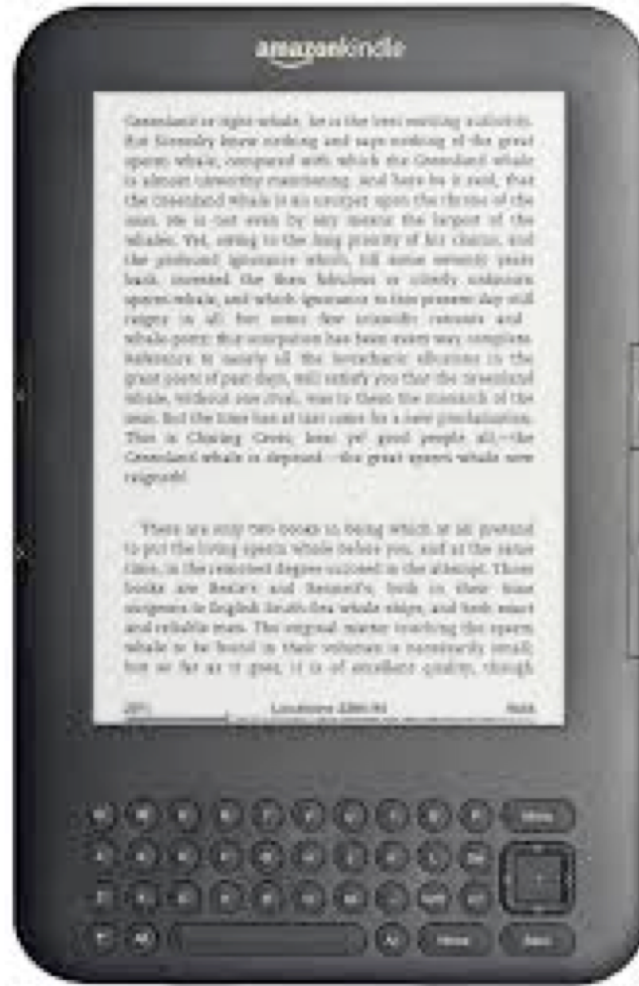 amazonkindle
Greenland or right-whale, he is the best existing authority.
But Scoresby knew nothing and says nothing of the great
sperm whale, compared with which the Greenland whale
is almost unworthy mentioning. And here be it said, that
the Greenland whale is an usurper upon the throne of the
seas. He is not even by any means the largest of the
whales. Yet, owing to the long priority of his claims, and
the profound ignorance which, till some seventy years
back, invested the then fabulous or utterly unknown
sperm-whale, and which ignorance to this present day still
reigns in all but some few scientific retreats and
whale-ports; this usurpation has been every way complete.
Reference to nearly all the leviathanic allusions in the
great poets of past days, will satisfy you that the Greenland
whale, without one rival, was to them the monarch of the
seas. But the time has at last come for a new proclamation.
This is Charing Cross; hear ye! good people all,—the
Greenland whale is deposed,—the great sperm whale now
reigneth!
There are only two books in being which at all pretend
to put the living sperm whale before you, and at the same
time, in the remotest degree succeed in the attempt. Those
books are Beale's and Bennett's; both in their time
surgeons to English South-Sea whale-ships, and both exact
and reliable men. The original matter touching the sperm
whale to be found in their volumes is necessarily small;
but so far as it goes, it is of excellent quality, though
Locations
Menu
Del
Home
Back